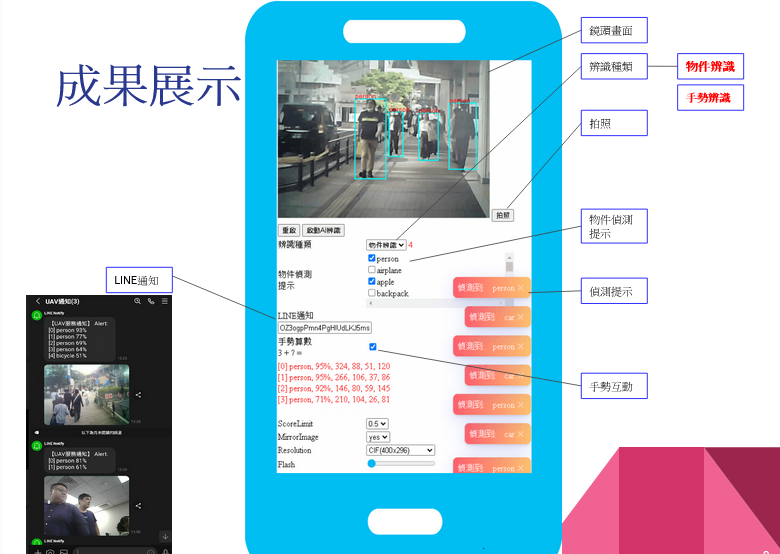 成果展示
鏡頭畫面
辨識種類
物件辨識
手勢辨識
拍照
物件偵測
提示
偵測提示
手勢互動
LINE通知
person
person
拍照
重啟
啟動AI辨識
辨識種類
物件辨識
4
物件偵測
提示
person
airplane
apple
backpack
LINE通知
OZ3ogpPmn4PgHIUdLKJ5ms
手勢算數
3 + ? =
[0] person, 95%, 324, 88, 51, 120
[1] person, 95%, 266, 106, 37, 86
[2] person, 92%, 146, 80, 59, 145
[3] person, 71%, 210, 104, 26, 81
ScoreLimit
0.5
MirrorImage
yes
Resolution
CIF(400x296)
Flash
偵測到 person ×
偵測到 car ×
偵測到 person ×
偵測到 car ×
偵測到 person ×
偵測到 car ×
偵測到 person ×
UAV通知(3)
LINE Notify
【UAV服務通知】 Alert:
[0] person 93%
[1] person 77%
[2] person 69%
[3] person 64%
[4] bicycle 51%
以下為尚未閱讀的訊息
LINE Notify
【UAV服務通知】 Alert:
[0] person 81%
[1] person 61%
LINE Notify